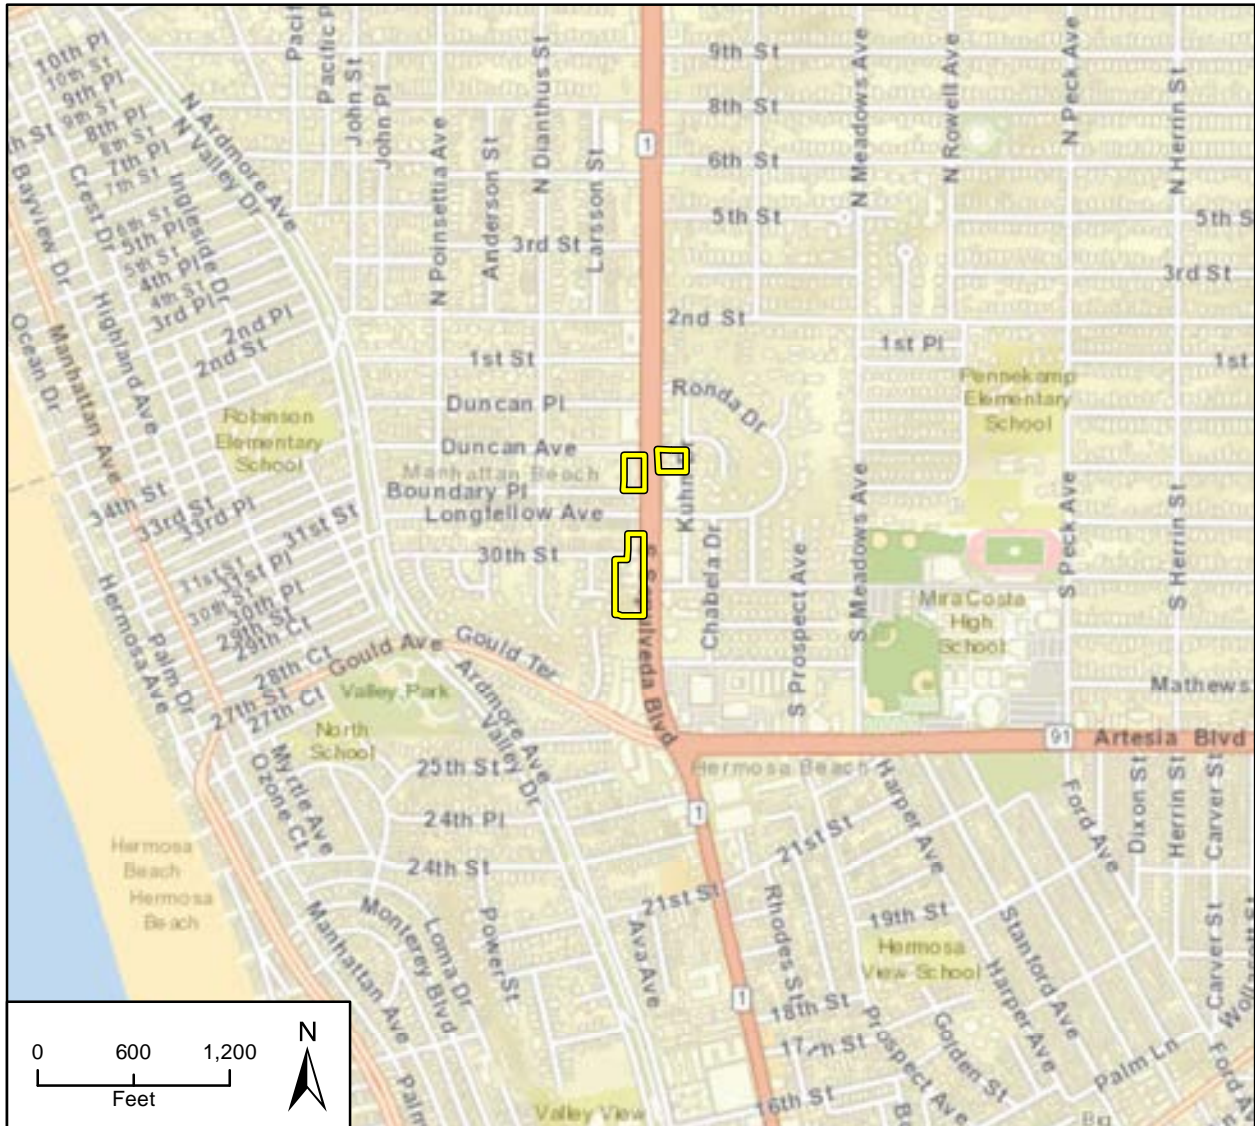 10th Pl
10th St
9th Pl
9th St
8th Pl
8th St
7th Pl
7th St
Bayview Dr
Crest Dr
Ingleside Dr
N Ardmore Ave
N Valley Dr
John St
John Pl
N Poinsettia Ave
Anderson St
N Dianthus St
Larsson St
3rd St
1
9th St
8th St
6th St
5th St
N Meadows Ave
N Rowell Ave
N Peck Ave
N Herrin St
3rd St
6th St
5th Pl
5th St
4th Pl
4th St
3rd Pl
2nd Pl
2nd St
Ocean Dr
Manhattan Ave
Highland Ave
2nd St
1st Pl
1st St
Duncan Pl
Duncan Ave
Manhattan Beach
Boundary Pl
Longfellow Ave
30th St
Ronda Dr
Chabela Dr
S Prospect Ave
S Meadows Ave
S Peck Ave
S Herrin St
Pennekamp
Elementary
School
Robinson
Elementary
School
Mira Costa
High
School
34th St
33rd St
33rd Pl
31st St
31st Pl
30th Pl
30th St
29th St
29th Ct
28th Ct
27th St
27th Ct
Hermosa Ave
Palm Dr
Gould Ave
Gould Ter
Valley Park
North
School
Ardmore Ave
Valley Dr
Mathews
91
Artesia Blvd
Hermosa Beach
25th St
24th Pl
24th St
Myrtle Ave
Ozone Ct
1
21st St
21st St
Harper Ave
Ford Ave
Dixon St
Herrin St
Carver St
Hermosa
Beach
Hermosa
Beach
Manhattan Ave
Monterey Blvd
Loma Dr
Power St
Ava Ave
Rhodes St
19th St
Hermosa
View School
Stanford Ave
Harper Ave
Carver St
1
18th St
17th St
16th St
Prospect Ave
Golden St
Palm Ln
Ford Av
Valley View
Palm
Big
0 600 1,200
Feet
N